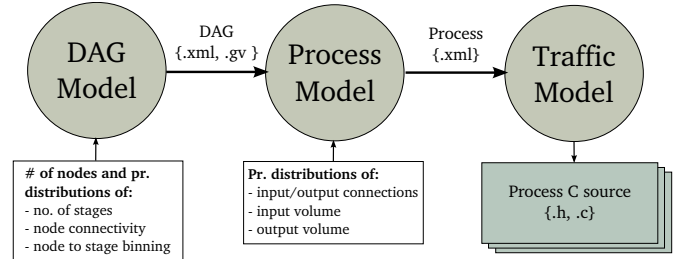 DAG
Model
DAG
{.xml, .gv }
Process
Model
Process
{.xml}
Traffic
Model
# of nodes and pr.
distributions of:
- no. of stages
- node connectivity
- node to stage binning
Pr. distributions of:
- input/output connections
- input volume
- output volume
Process C source
{.h, .c}